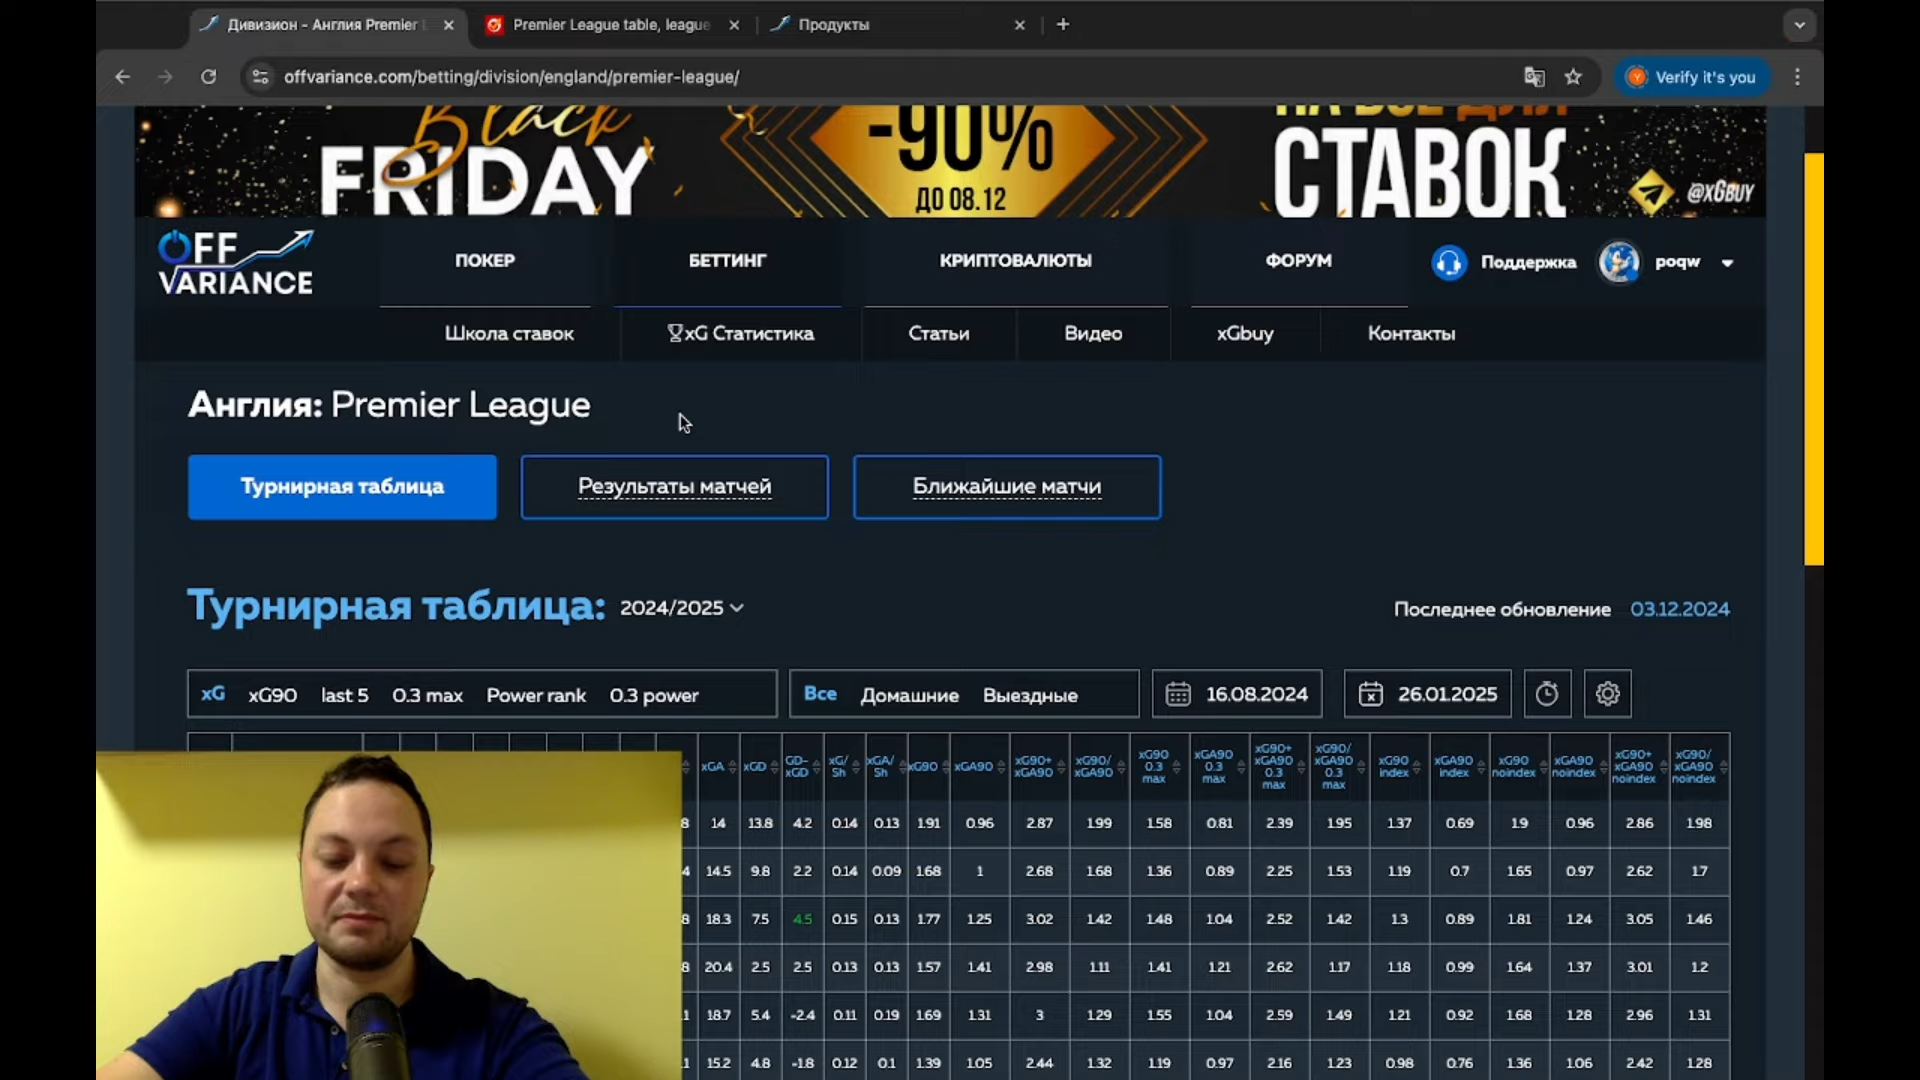 Дивизион - Англия Premier
Premier League table, league
Продукты
offvariance.com/betting/division/england/premier-league/
Verify it's you
Black
FRIDAY
-90%
ДО 08.12
СТАВОК
@XGBUY
OFF
VARIANCE
ПОКЕР
БЕТТИНГ
КРИПТОВАЛЮТЫ
ФОРУМ
Поддержка
poqw
Школа ставок
xG Статистика
Статьи
Видео
xGbuy
Контакты
Англия: Premier League
Турнирная таблица
Результаты матчей
Ближайшие матчи
Турнирная таблица: 2024/2025
Последнее обновление 03.12.2024
xG xG90 last 5 0.3 max Power rank 0.3 power
Все Домашние Выездные
16.08.2024
26.01.2025
xGA xGD GD-xGD xG/Sh xGA/Sh xG90 xGA90 xG90+xGA90 xG90/xGA90 xG90 0.3 max xGA90 0.3 max xG90+xGA90 0.3 max xG90/xGA90 0.3 max xG90 index xGA90 index xG90 noindex xGA90 noindex xG90+xGA90 noindex xG90/xGA90 noindex
8 14 13.8 4.2 0.14 0.13 1.91 0.96 2.87 1.99 1.58 0.81 2.39 1.95 1.37 0.69 1.9 0.96 2.86 1.98
4 14.5 9.8 2.2 0.14 0.09 1.68 1 2.68 1.68 1.36 0.89 2.25 1.53 1.19 0.7 1.65 0.97 2.62 1.7
8 18.3 7.5 4.5 0.15 0.13 1.77 1.25 3.02 1.42 1.48 1.04 2.52 1.42 1.3 0.89 1.81 1.24 3.05 1.46
8 20.4 2.5 2.5 0.13 0.13 1.57 1.41 2.98 1.11 1.41 1.21 2.62 1.17 1.18 0.99 1.64 1.37 3.01 1.2
1 18.7 5.4 -2.4 0.11 0.19 1.69 1.31 3 1.29 1.55 1.04 2.59 1.49 1.21 0.92 1.68 1.28 2.96 1.31
1 15.2 4.8 -1.8 0.12 0.1 1.39 1.05 2.44 1.32 1.19 0.97 2.16 1.23 0.98 0.76 1.36 1.06 2.42 1.28